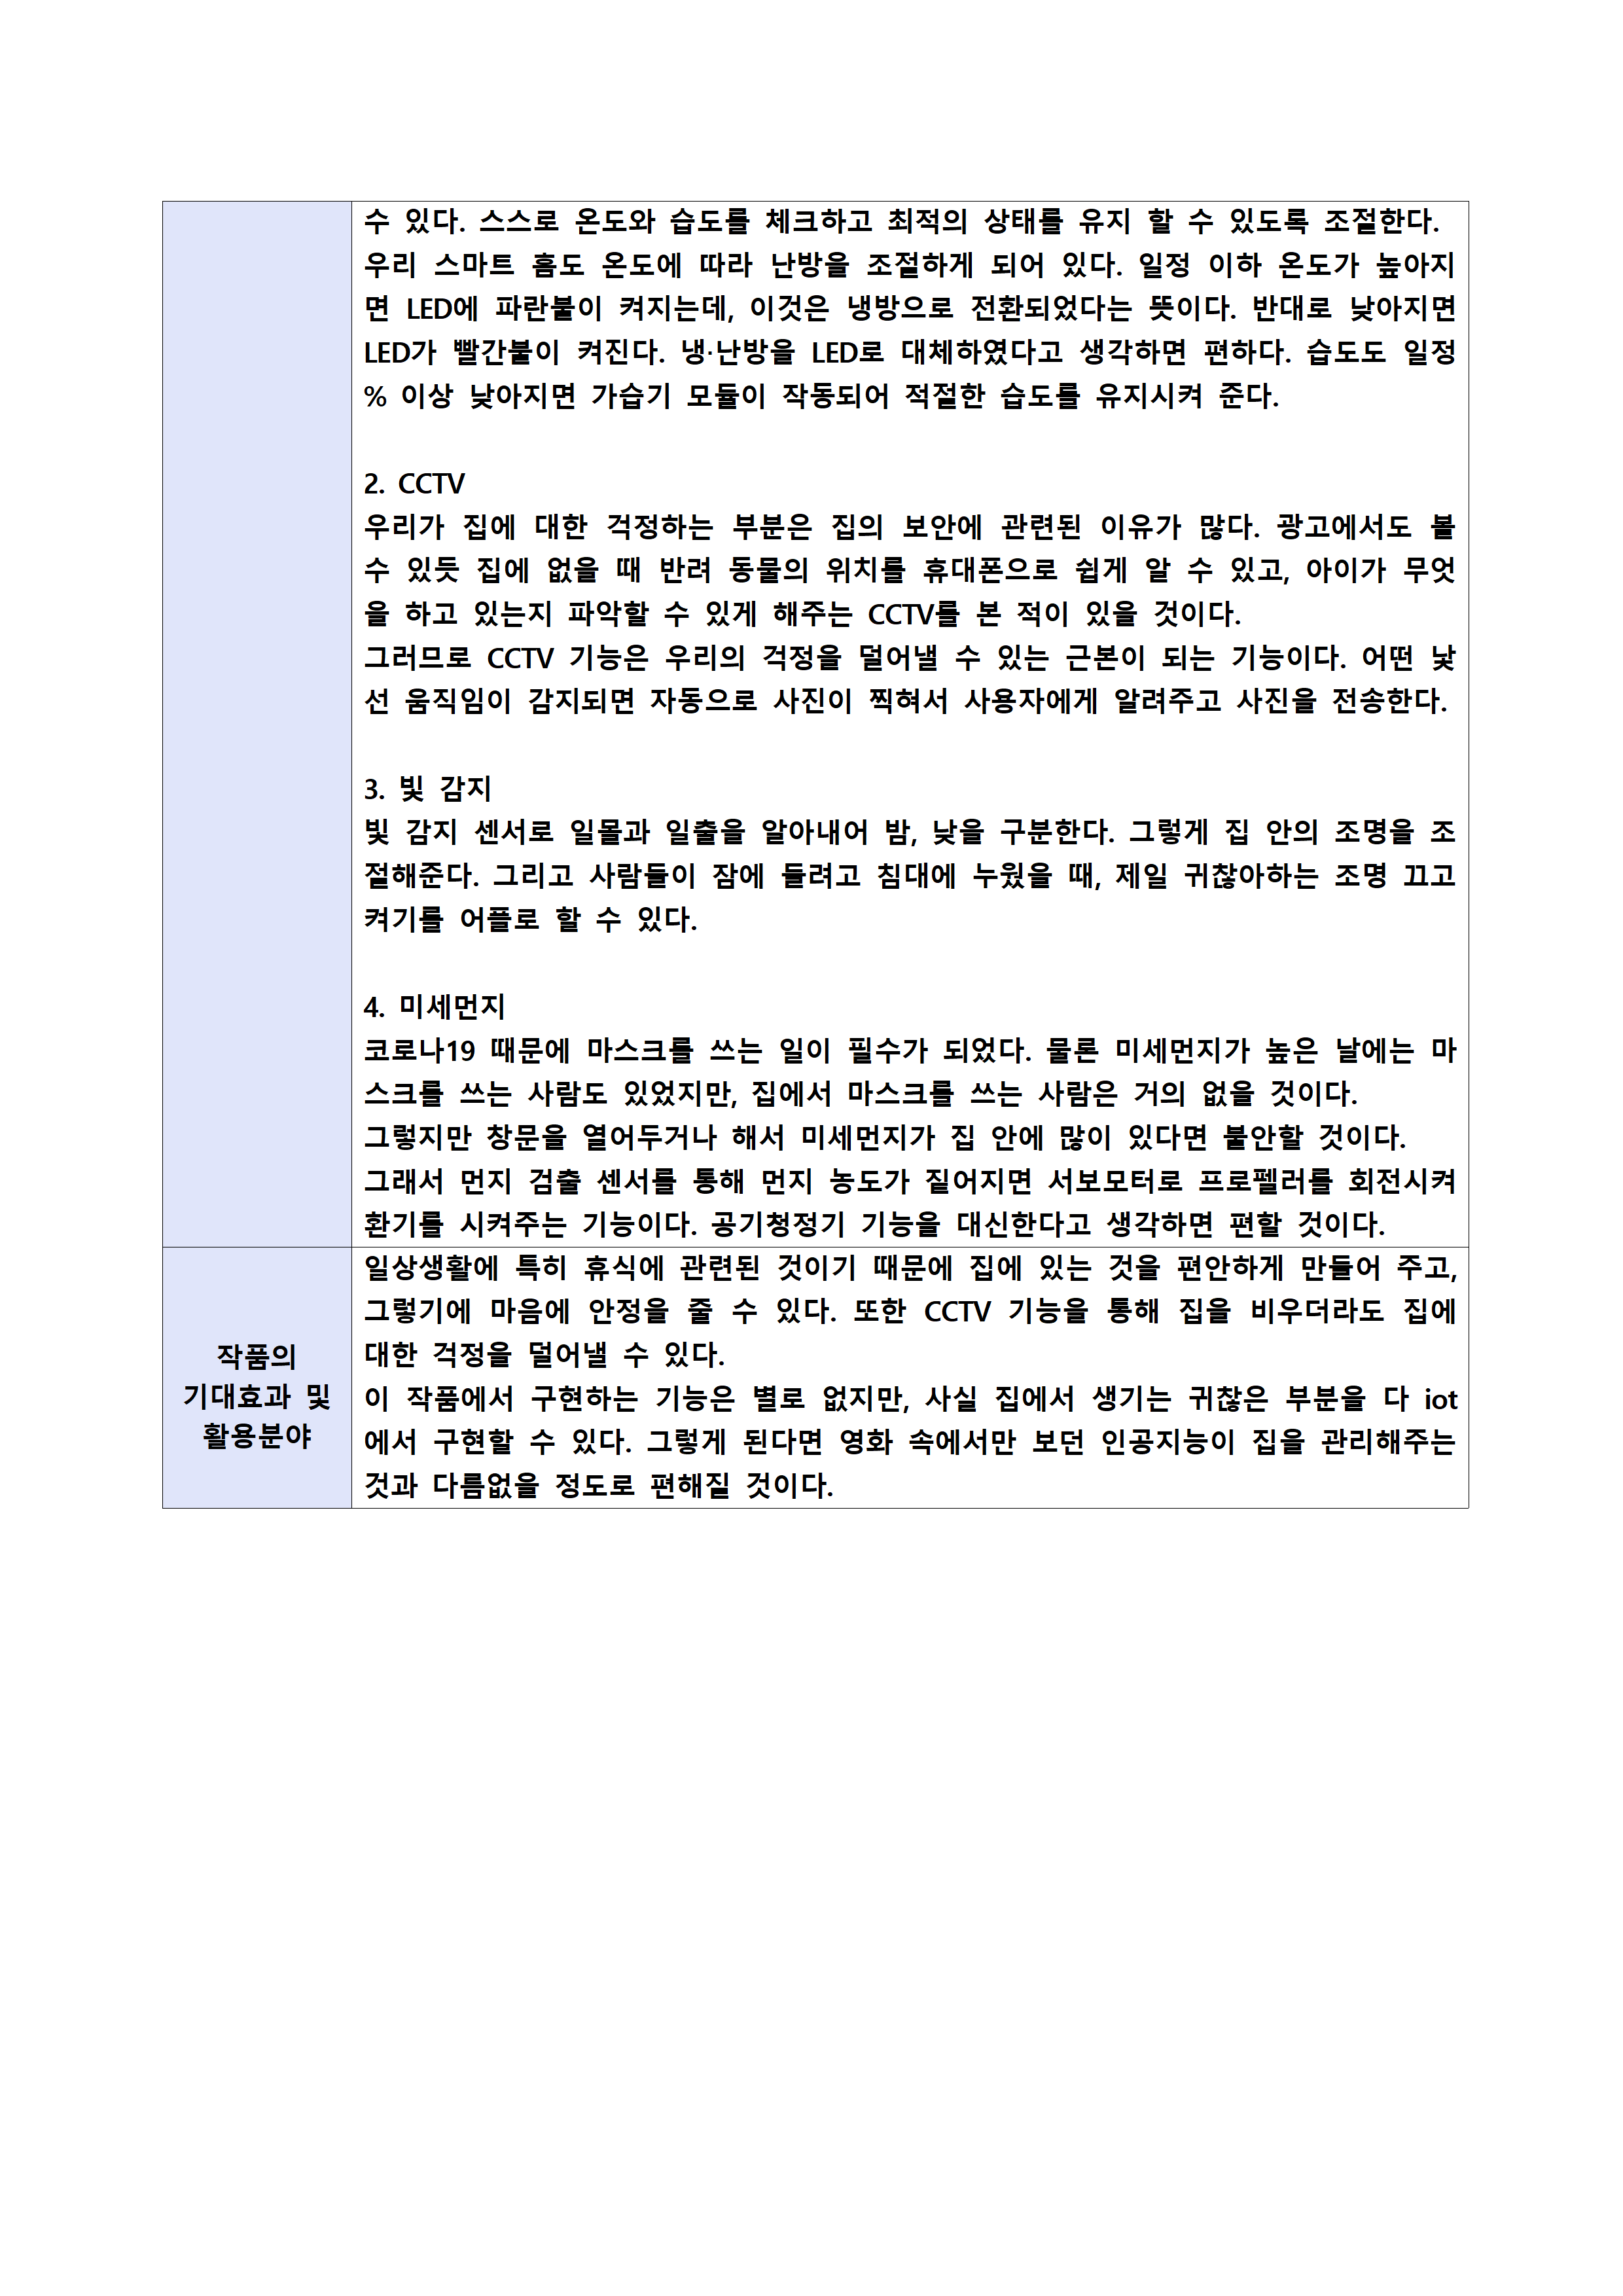 수 있다. 스스로 온도와 습도를 체크하고 최적의 상태를 유지 할 수 있도록 조절한다.
우리 스마트 홈도 온도에 따라 난방을 조절하게 되어 있다. 일정 이하 온도가 높아지
면 LED에 파란불이 켜지는데, 이것은 냉방으로 전환되었다는 뜻이다. 반대로 낮아지면
LED가 빨간불이 켜진다. 냉·난방을 LED로 대체하였다고 생각하면 편하다. 습도도 일정
% 이상 낮아지면 가습기 모듈이 작동되어 적절한 습도를 유지시켜 준다.
2. CCTV
우리가 집에 대한 걱정하는 부분은 집의 보안에 관련된 이유가 많다. 광고에서도 볼
수 있듯 집에 없을 때 반려 동물의 위치를 휴대폰으로 쉽게 알 수 있고, 아이가 무엇
을 하고 있는지 파악할 수 있게 해주는 CCTV를 본 적이 있을 것이다.
그러므로 CCTV 기능은 우리의 걱정을 덜어낼 수 있는 근본이 되는 기능이다. 어떤 낯
선 움직임이 감지되면 자동으로 사진이 찍혀서 사용자에게 알려주고 사진을 전송한다.
3. 빛 감지
빛 감지 센서로 일몰과 일출을 알아내어 밤, 낮을 구분한다. 그렇게 집 안의 조명을 조
절해준다. 그리고 사람들이 잠에 들려고 침대에 누웠을 때, 제일 귀찮아하는 조명 끄고
켜기를 어플로 할 수 있다.
4. 미세먼지
코로나19 때문에 마스크를 쓰는 일이 필수가 되었다. 물론 미세먼지가 높은 날에는 마
스크를 쓰는 사람도 있었지만, 집에서 마스크를 쓰는 사람은 거의 없을 것이다.
그렇지만 창문을 열어두거나 해서 미세먼지가 집 안에 많이 있다면 불안할 것이다.
그래서 먼지 검출 센서를 통해 먼지 농도가 짙어지면 서보모터로 프로펠러를 회전시켜
환기를 시켜주는 기능이다. 공기청정기 기능을 대신한다고 생각하면 편할 것이다.
작품의
기대효과 및
활용분야
일상생활에 특히 휴식에 관련된 것이기 때문에 집에 있는 것을 편안하게 만들어 주고,
그렇기에 마음에 안정을 줄 수 있다. 또한 CCTV 기능을 통해 집을 비우더라도 집에
대한 걱정을 덜어낼 수 있다.
이 작품에서 구현하는 기능은 별로 없지만, 사실 집에서 생기는 귀찮은 부분을 다 iot
에서 구현할 수 있다. 그렇게 된다면 영화 속에서만 보던 인공지능이 집을 관리해주는
것과 다름없을 정도로 편해질 것이다.